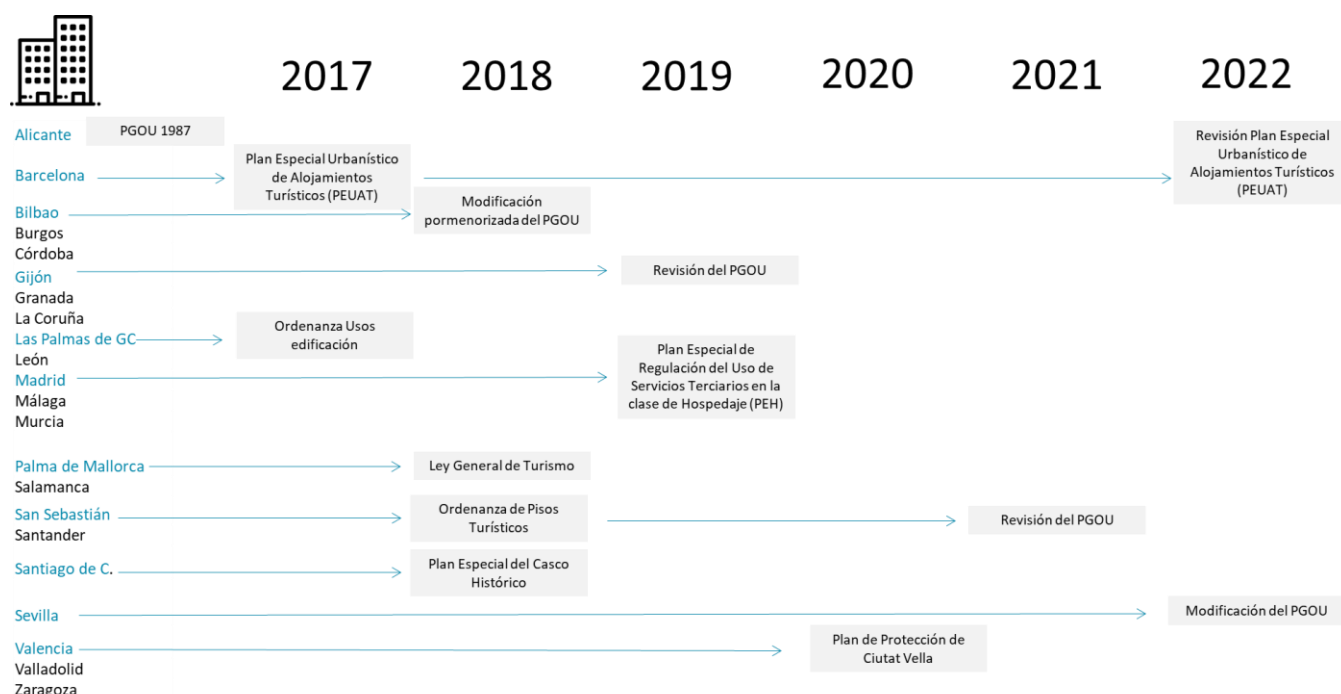 2017 2018 2019 2020 2021 2022
Alicante
PGOU 1987
Revisión Plan Especial
Urbanístico de
Alojamientos Turísticos
(PEUAT)
Barcelona
Plan Especial Urbanístico
de Alojamientos
Turísticos (PEUAT)
Bilbao
Modificación
pormenorizada del PGOU
Burgos
Córdoba
Gijón
Revisión del PGOU
Granada
La Coruña
Las Palmas de GC
Ordenanza Usos
edificación
León
Madrid
Plan Especial de
Regulación del Uso de
Servicios Terciarios en la
clase de Hospedaje (PEH)
Málaga
Murcia
Palma de Mallorca
Ley General de Turismo
Salamanca
San Sebastián
Ordenanza de Pisos
Turísticos
Revisión del PGOU
Santander
Santiago de C.
Plan Especial del Casco
Histórico
Sevilla
Modificación del PGOU
Valencia
Plan de Protección de
Ciutat Vella
Valladolid
Zaragoza